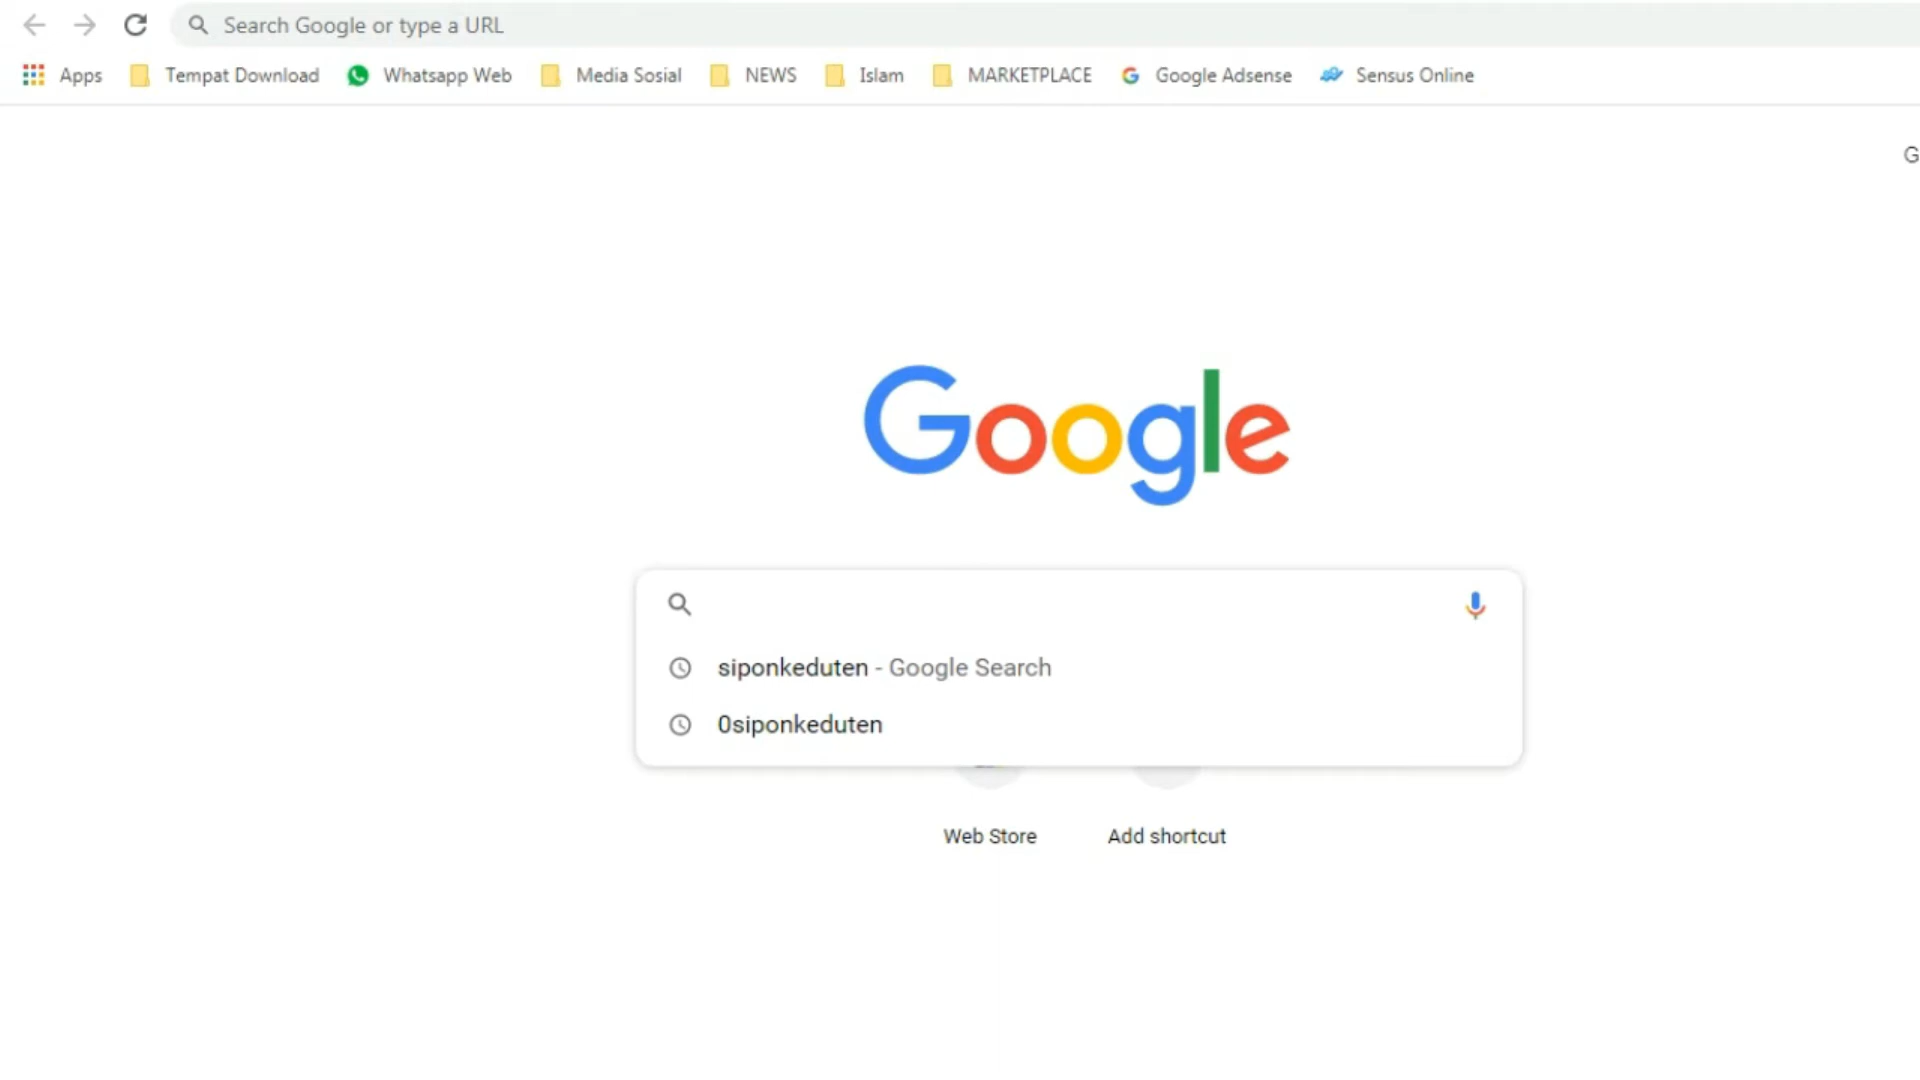 Search Google or type a URL
Apps Tempat Download Whatsapp Web Media Sosial NEWS Islam MARKETPLACE Google Adsense Sensus Online
G
Google
siponkeduten - Google Search
0siponkeduten
Web Store Add shortcut